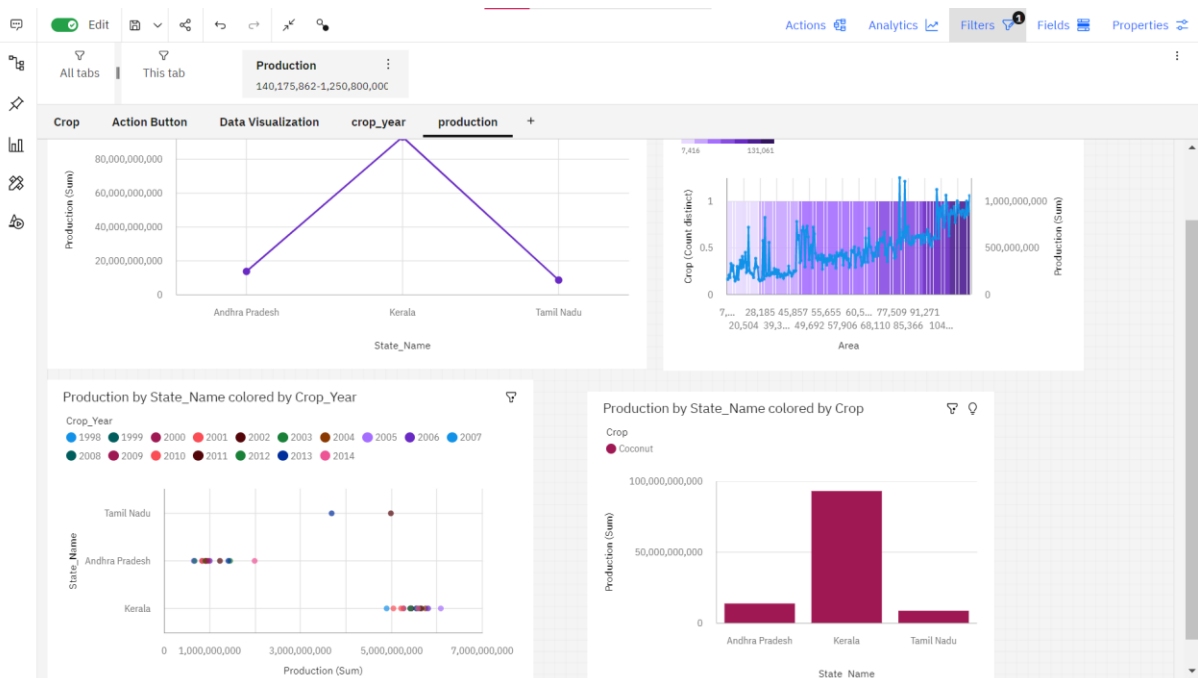 Edit
Actions
Analytics
Filters
1
Fields
Properties
All tabs
This tab
Production
140,175,862-1,250,800,000
Crop
Action Button
Data Visualization
crop_year
production
+
80,000,000,000
60,000,000,000
40,000,000,000
20,000,000,000
0
Production (Sum)
Andhra Pradesh Kerala Tamil Nadu
State_Name
7,416 131,061
1
0.5
0
Crop (Count distinct)
1,000,000,000
500,000,000
0
Production (Sum)
7,... 28,185 45,857 55,655 60,5... 77,509 91,271
20,504 39,3... 49,692 57,906 68,110 85,366 104...
Area
Production by State_Name colored by Crop_Year
Crop_Year
1998 1999 2000 2001 2002 2003 2004 2005 2006 2007
2008 2009 2010 2011 2012 2013 2014
Tamil Nadu
Andhra Pradesh
Kerala
State_Name
0 1,000,000,000 3,000,000,000 5,000,000,000 7,000,000,000
Production (Sum)
Production by State_Name colored by Crop
Crop
Coconut
100,000,000,000
50,000,000,000
0
Production (Sum)
Andhra Pradesh Kerala Tamil Nadu
State_Name